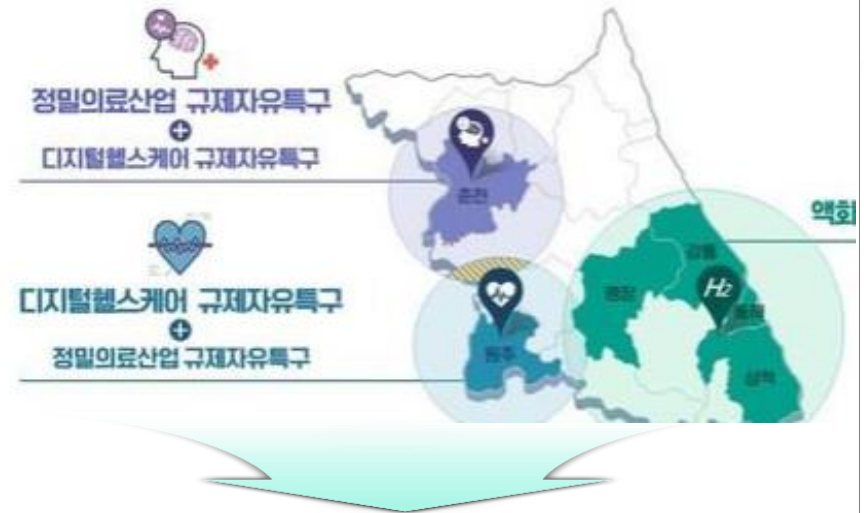 정밀의료산업 규제자유특구
+
디지털헬스케어 규제자유특구
디지털헬스케어 규제자유특구
+
정밀의료산업 규제자유특구
춘천
원주
평창
강릉
H2
동해
삼척
액화